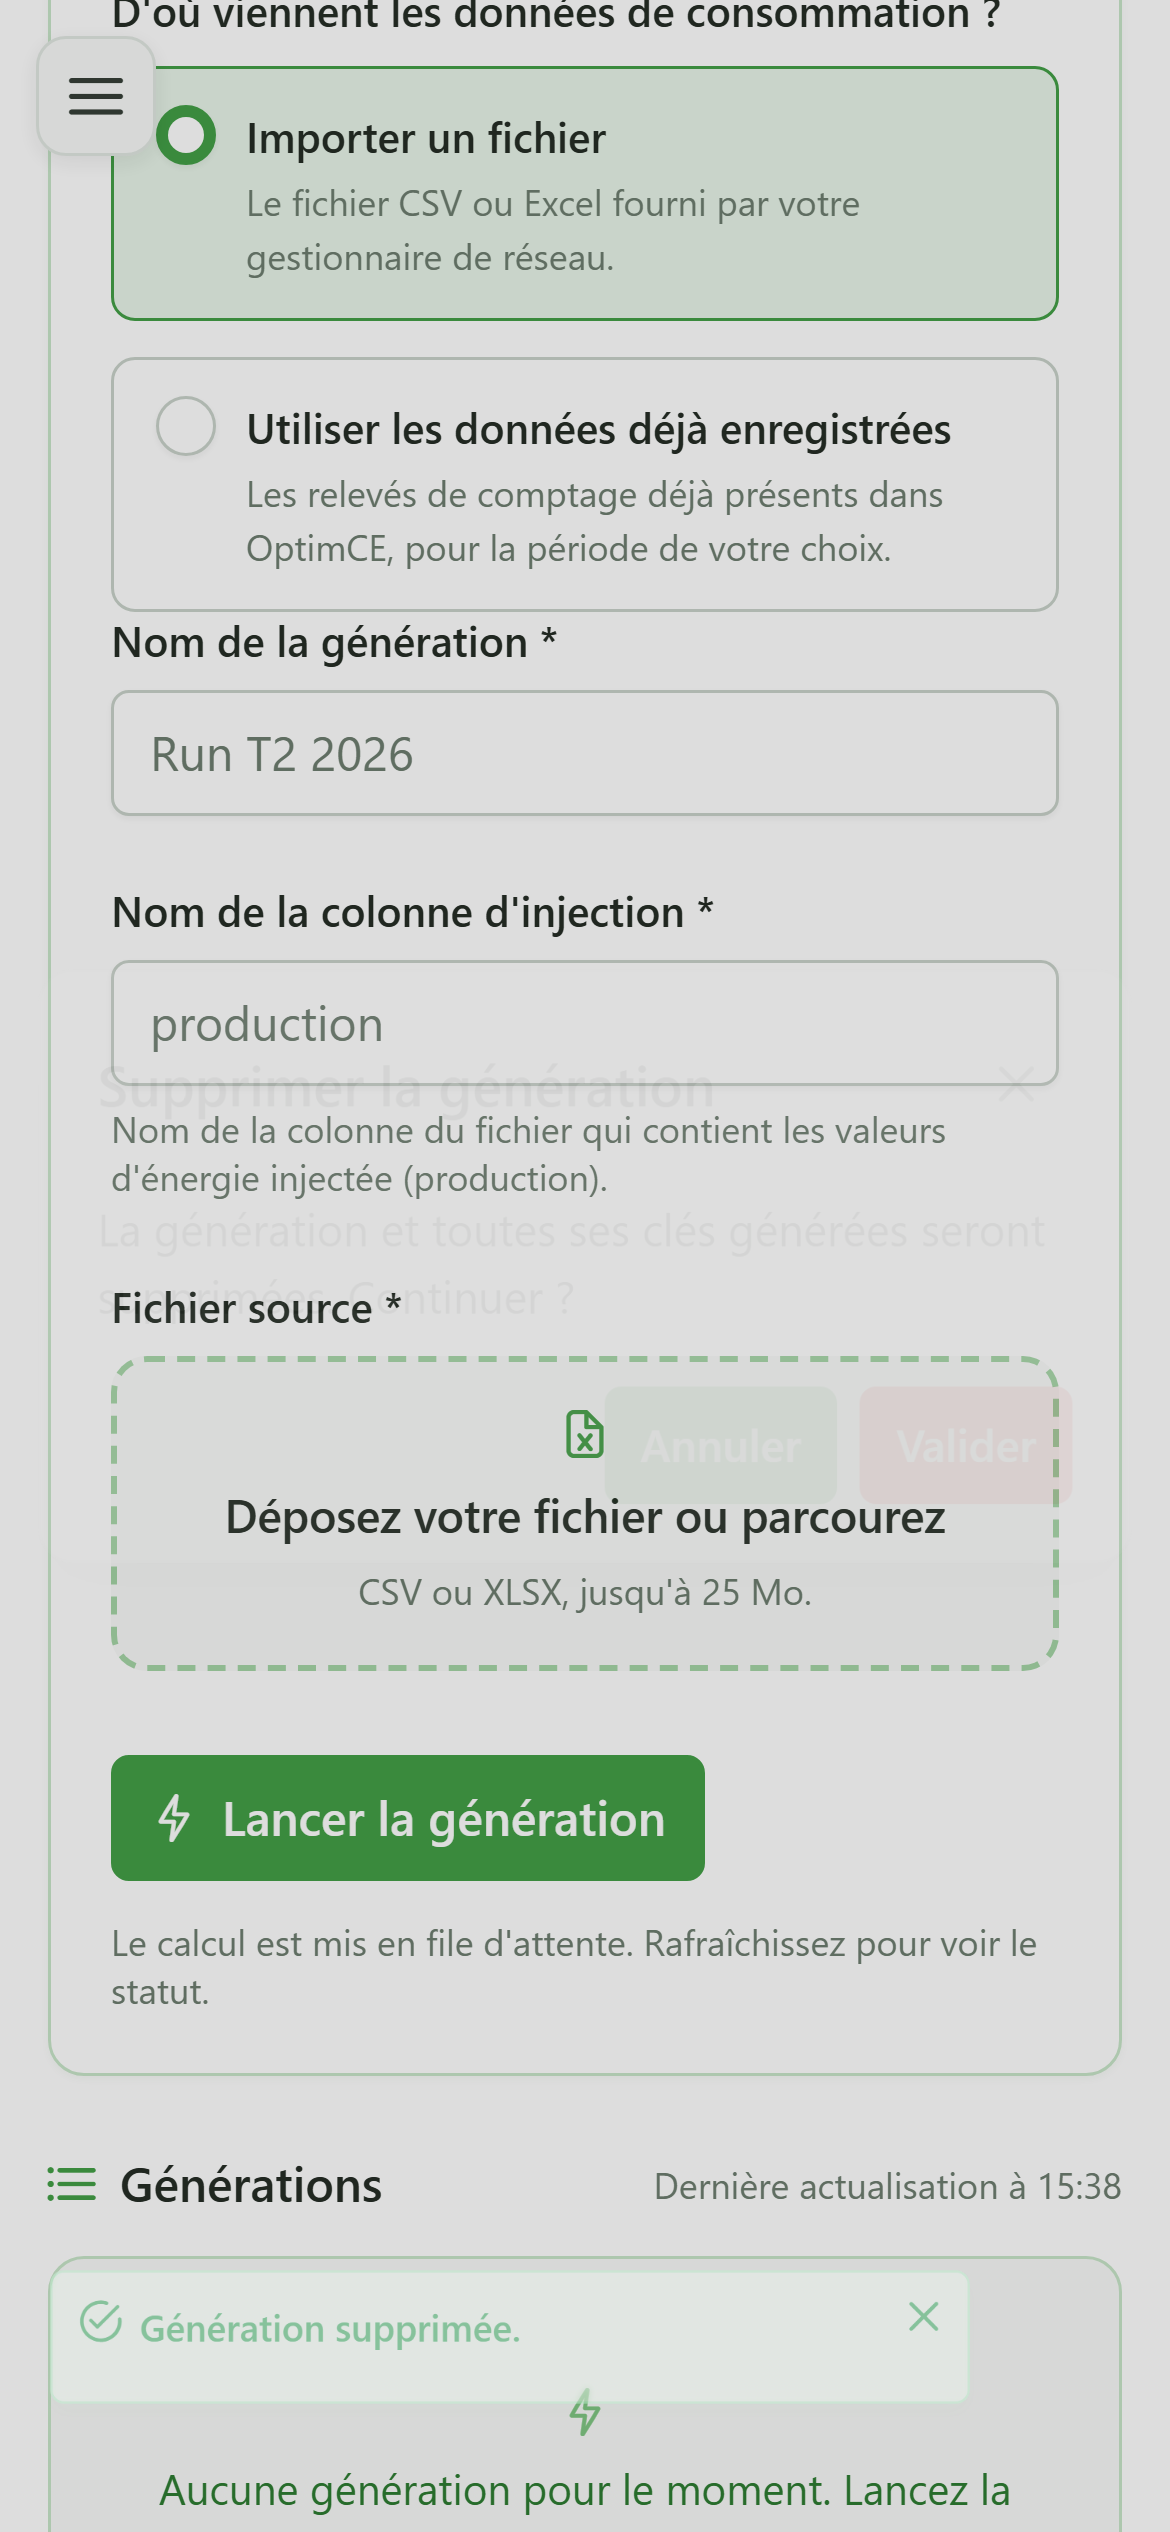 D'où viennent les données de consommation ?
Importer un fichier
Le fichier CSV ou Excel fourni par votre
gestionnaire de réseau.
Utiliser les données déjà enregistrées
Les relevés de comptage déjà présents dans
OptimCE, pour la période de votre choix.
Nom de la génération *
Run T2 2026
Nom de la colonne d'injection *
production
Supprimer la génération
Nom de la colonne du fichier qui contient les valeurs
d'énergie injectée (production).
La génération et toutes ses clés générées seront
supprimées. Continuer ?
Fichier source *
Annuler
Valider
Déposez votre fichier ou parcourez
CSV ou XLSX, jusqu'à 25 Mo.
Lancer la génération
Le calcul est mis en file d'attente. Rafraîchissez pour voir le
statut.
Générations
Dernière actualisation à 15:38
Génération supprimée.
Aucune génération pour le moment. Lancez la